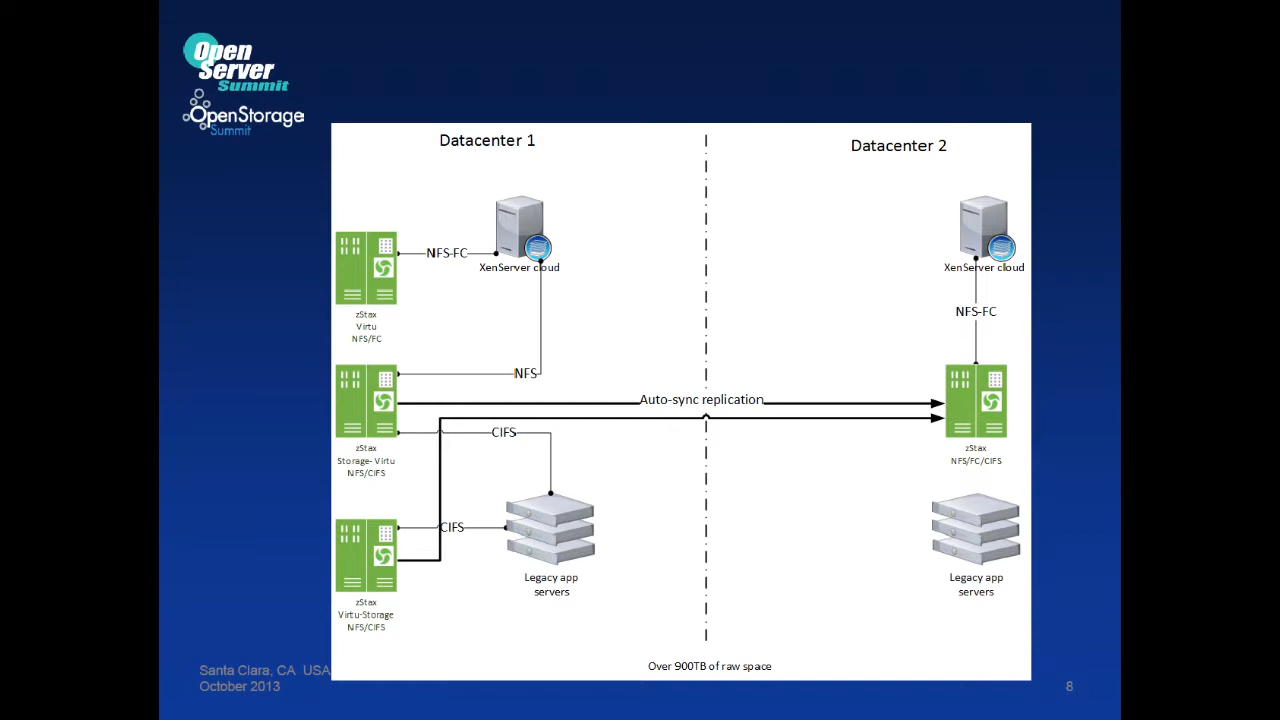 Open
Server
Summit
OpenStorage
Summit
Datacenter 1
Datacenter 2
NFS-FC
XenServer cloud
XenServer cloud
zStax
Virtu
NFS/FC
NFS-FC
NFS
Auto-sync replication
CIFS
zStax
Storage- Virtu
NFS/CIFS
zStax
NFS/FC/CIFS
CIFS
Legacy app
servers
Legacy app
servers
zStax
Virtu-Storage
NFS/CIFS
Over 900TB of raw space
Santa Clara, CA USA
October 2013
8